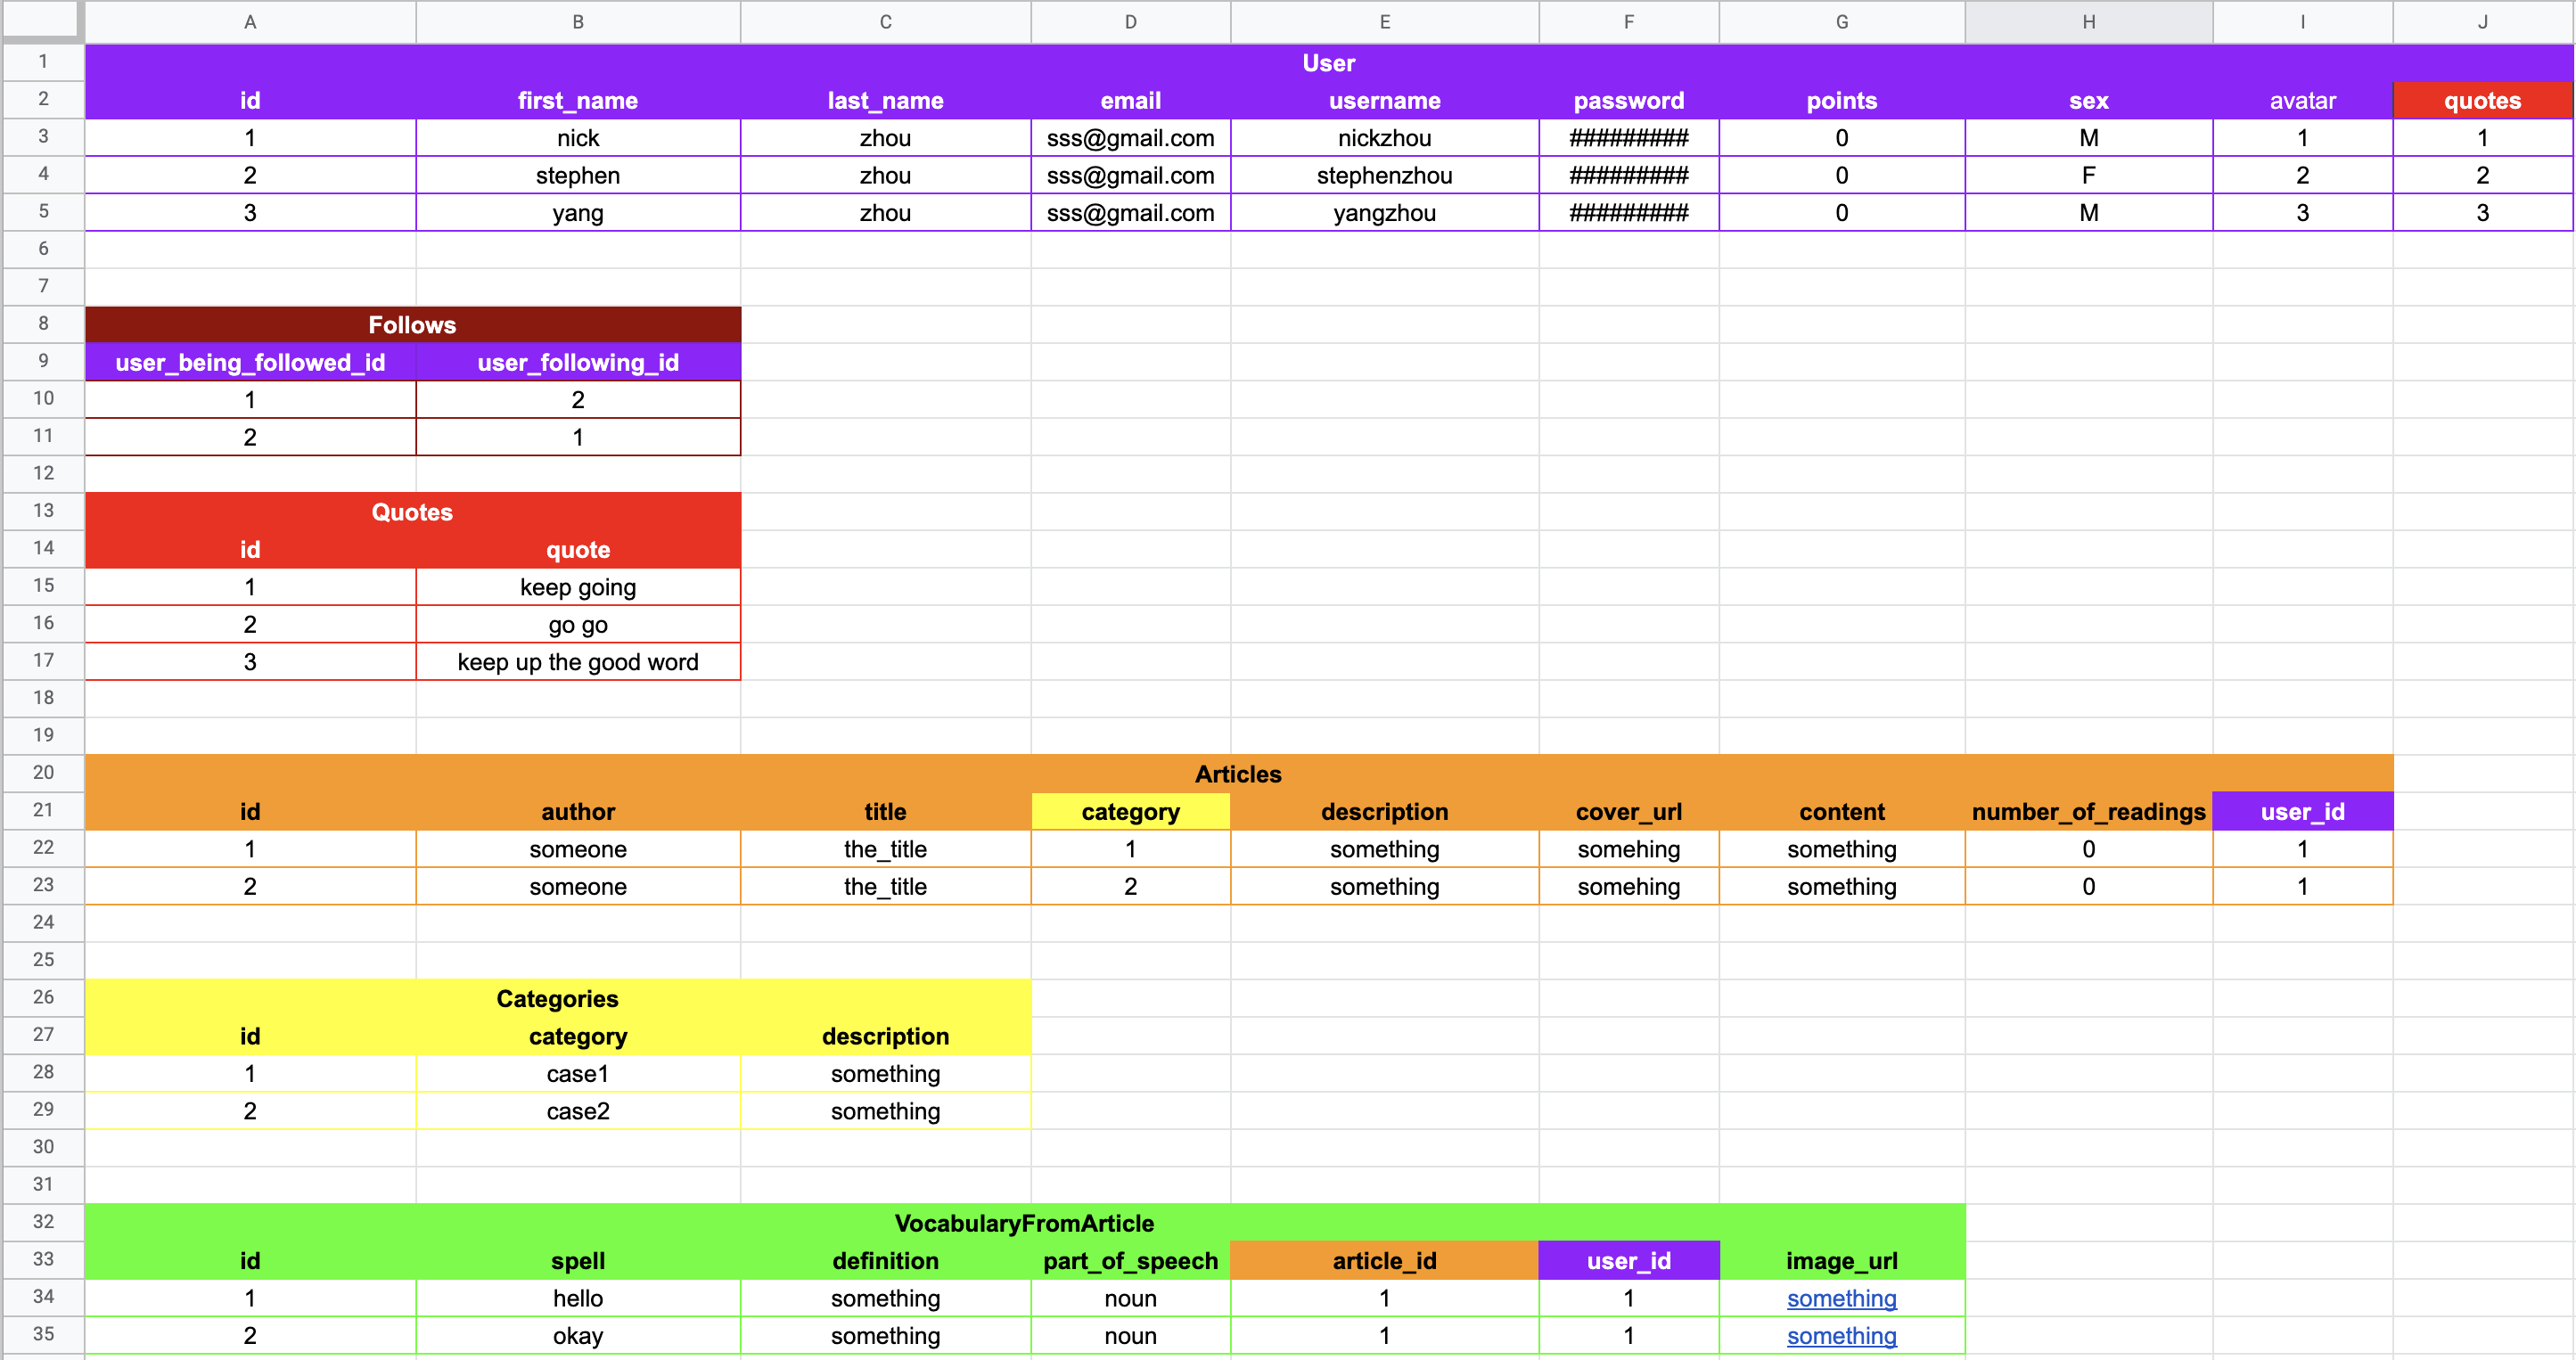 A B C D E F G H I J
1 User
2 id first_name last_name email username password points sex avatar quotes
3 1 nick zhou sss@gmail.com nickzhou ######### 0 M 1 1
4 2 stephen zhou sss@gmail.com stephenzhou ######### 0 F 2 2
5 3 yang zhou sss@gmail.com yangzhou ######### 0 M 3 3
6
7
8 Follows
9 user_being_followed_id user_following_id
10 1 2
11 2 1
12
13 Quotes
14 id quote
15 1 keep going
16 2 go go
17 3 keep up the good word
18
19
20 Articles
21 id author title category description cover_url content number_of_readings user_id
22 1 someone the_title 1 something somehing something 0 1
23 2 someone the_title 2 something somehing something 0 1
24
25
26 Categories
27 id category description
28 1 case1 something
29 2 case2 something
30
31
32 VocabularyFromArticle
33 id spell definition part_of_speech article_id user_id image_url
34 1 hello something noun 1 1 something
35 2 okay something noun 1 1 something